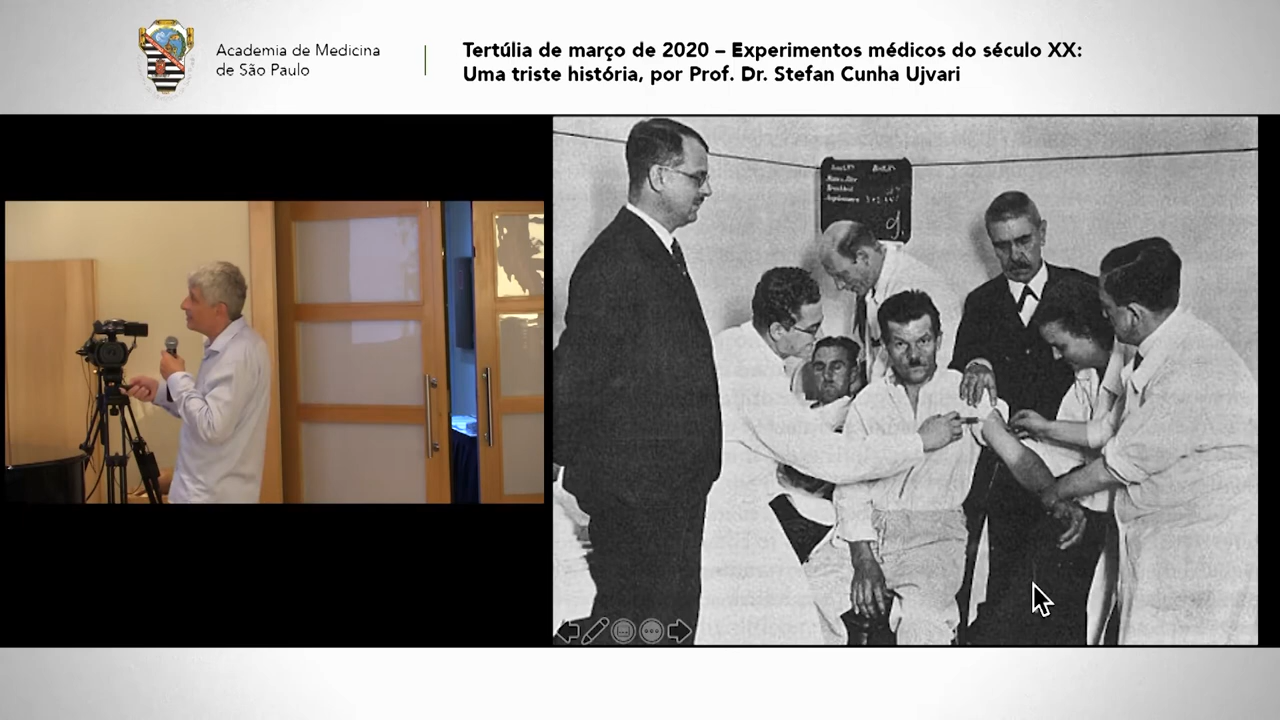 Academia de Medicina
de São Paulo
Tertúlia de março de 2020 – Experimentos médicos do século XX:
Uma triste história, por Prof. Dr. Stefan Cunha Ujvari